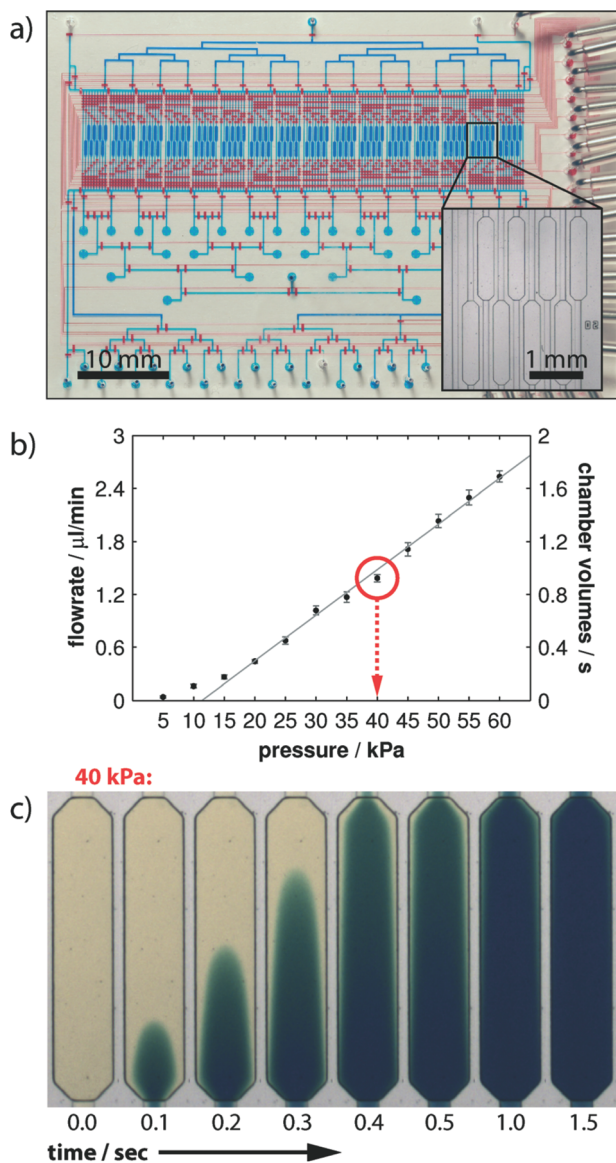 a)
10 mm
1 mm
b)
3
2.4
1.8
1.2
0.6
0
flowrate / µl/min
2
1.6
1.2
0.8
0.4
0
chamber volumes / s
5 10 15 20 25 30 35 40 45 50 55 60
pressure / kPa
40 kPa:
c)
0.0 0.1 0.2 0.3 0.4 0.5 1.0 1.5
time / sec